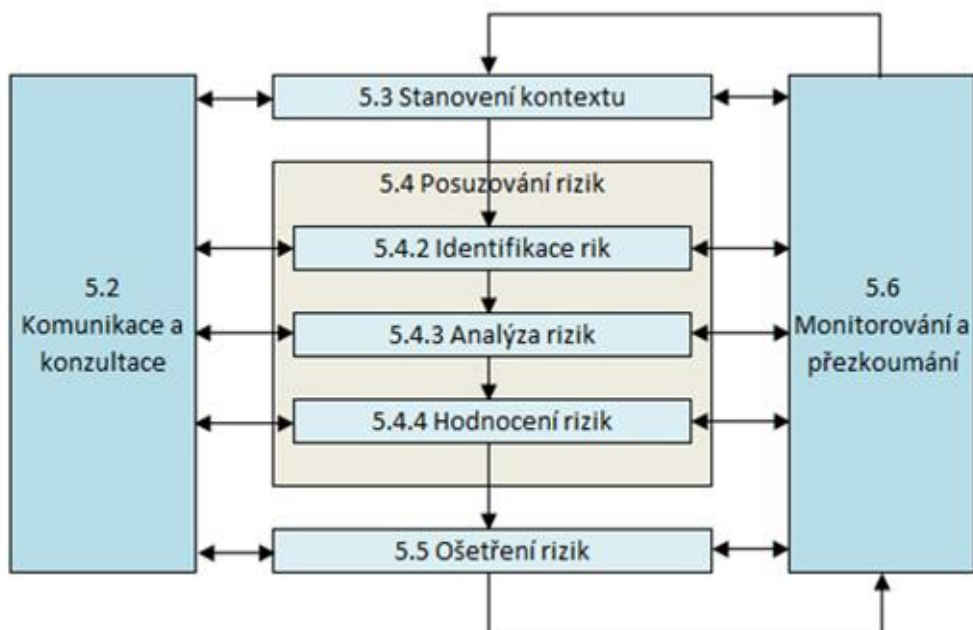 5.3 Stanovení kontextu
5.4 Posuzování rizik
5.4.2 Identifikace rik
5.4.3 Analýza rizik
5.4.4 Hodnocení rizik
5.5 Ošetření rizik
5.2
Komunikace a
konzultace
5.6
Monitorování a
přezkoumání